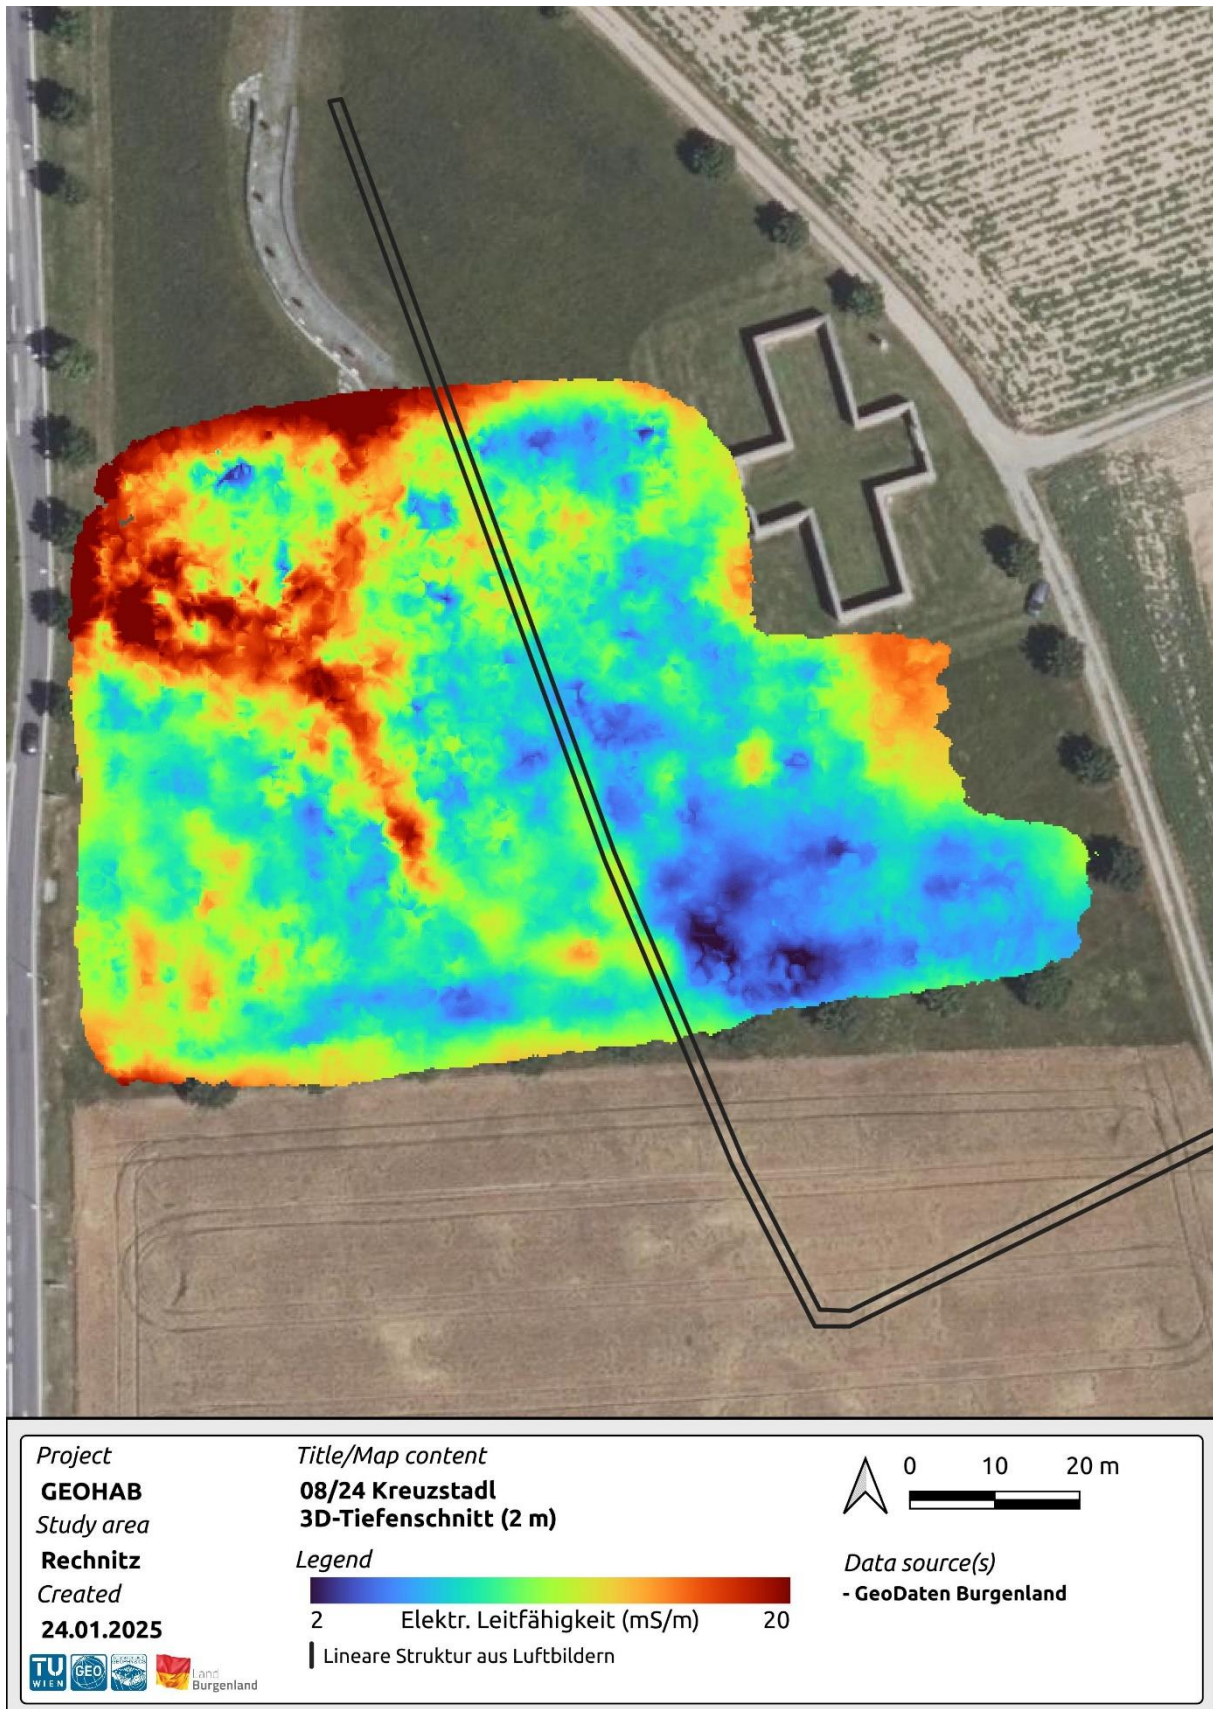 Project
GEOHAB
Study area
Rechnitz
Created
24.01.2025
TU
WIEN
GEO
Land
Burgenland
Title/Map content
08/24 Kreuzstadl
3D-Tiefenschnitt (2 m)
Legend
2 Elektr. Leitfähigkeit (mS/m) 20
Lineare Struktur aus Luftbildern
0 10 20 m
Data source(s)
- GeoDaten Burgenland